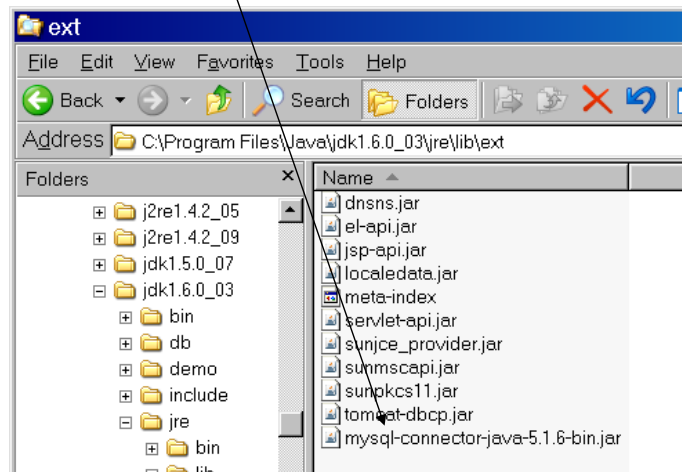 ext
File Edit View Favorites Tools Help
Back Search Folders
Address C:\Program Files\Java\jdk1.6.0_03\jre\lib\ext
Folders × Name
j2re1.4.2_05
j2re1.4.2_09
jdk1.5.0_07
jdk1.6.0_03
bin
db
demo
include
jre
bin
lib
dnsns.jar
el-api.jar
jsp-api.jar
localedata.jar
meta-index
servlet-api.jar
sunjce_provider.jar
sunmscapi.jar
sunpkcs11.jar
tomcat-dbcp.jar
mysql-connector-java-5.1.6-bin.jar